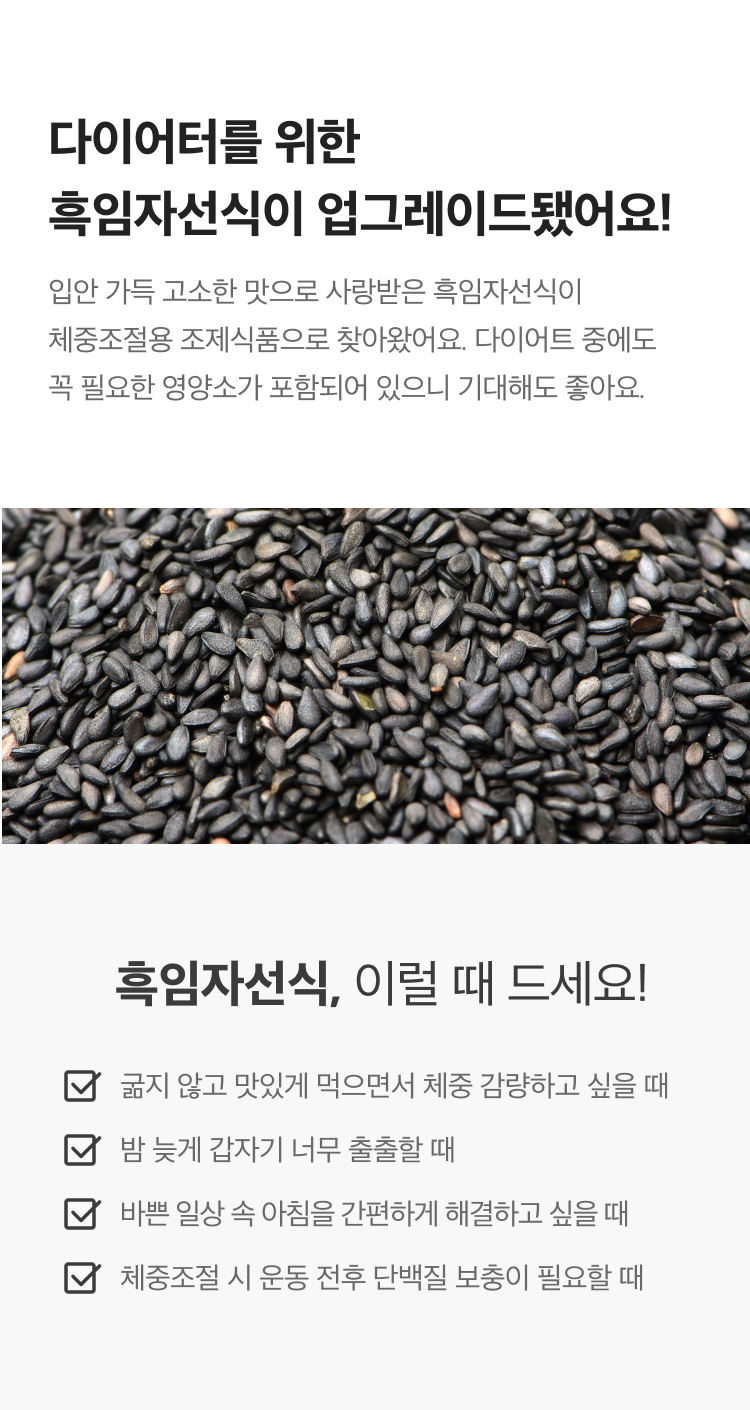 다이어터를 위한
흑임자선식이 업그레이드됐어요!
입안 가득 고소한 맛으로 사랑받은 흑임자선식이
체중조절용 조제식품으로 찾아왔어요. 다이어트 중에도
꼭 필요한 영양소가 포함되어 있으니 기대해도 좋아요.
흑임자선식, 이럴 때 드세요!
굶지 않고 맛있게 먹으면서 체중 감량하고 싶을 때
밤 늦게 갑자기 너무 출출할 때
바쁜 일상 속 아침을 간편하게 해결하고 싶을 때
체중조절 시 운동 전후 단백질 보충이 필요할 때